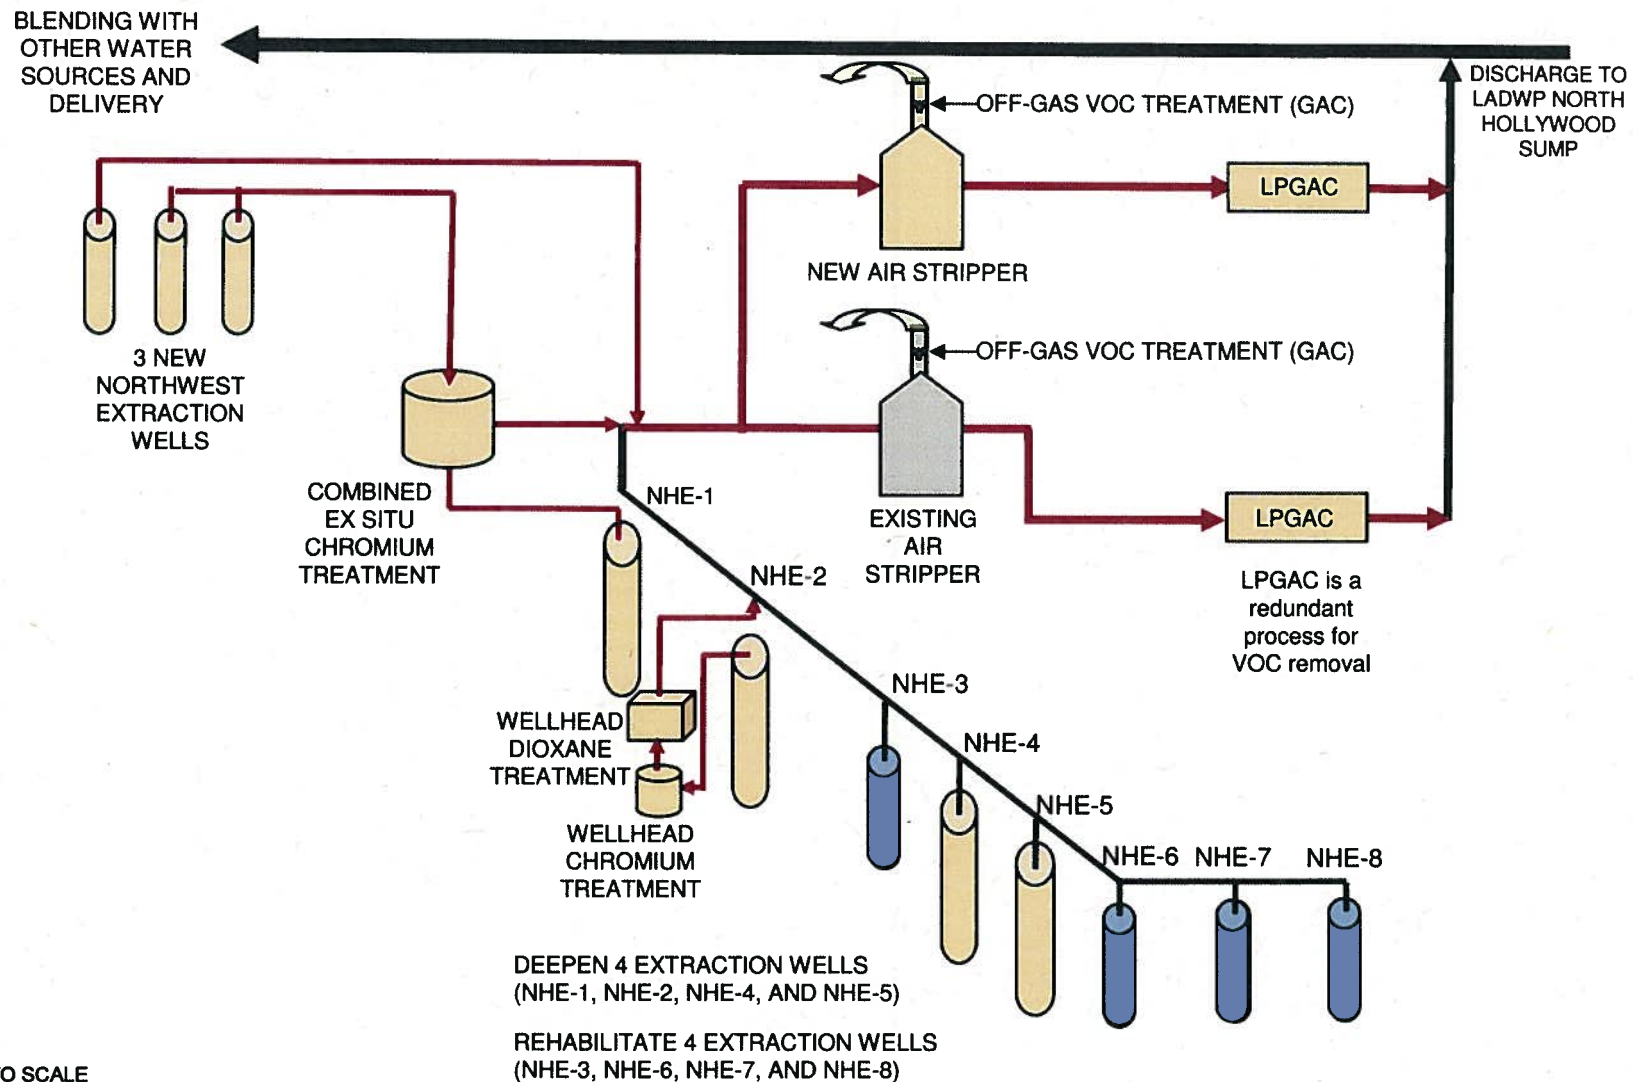 BLENDING WITH
OTHER WATER
SOURCES AND
DELIVERY
DISCHARGE TO
LADWP NORTH
HOLLYWOOD
SUMP
OFF-GAS VOC TREATMENT (GAC)
LPGAC
NEW AIR STRIPPER
3 NEW
NORTHWEST
EXTRACTION
WELLS
OFF-GAS VOC TREATMENT (GAC)
COMBINED
EX SITU
CHROMIUM
TREATMENT
NHE-1
EXISTING
AIR
STRIPPER
LPGAC
LPGAC is a
redundant
process for
VOC removal
NHE-2
NHE-3
WELLHEAD
DIOXANE
TREATMENT
NHE-4
NHE-5
WELLHEAD
CHROMIUM
TREATMENT
NHE-6 NHE-7 NHE-8
DEEPEN 4 EXTRACTION WELLS
(NHE-1, NHE-2, NHE-4, AND NHE-5)
REHABILITATE 4 EXTRACTION WELLS
(NHE-3, NHE-6, NHE-7, AND NHE-8)
O SCALE